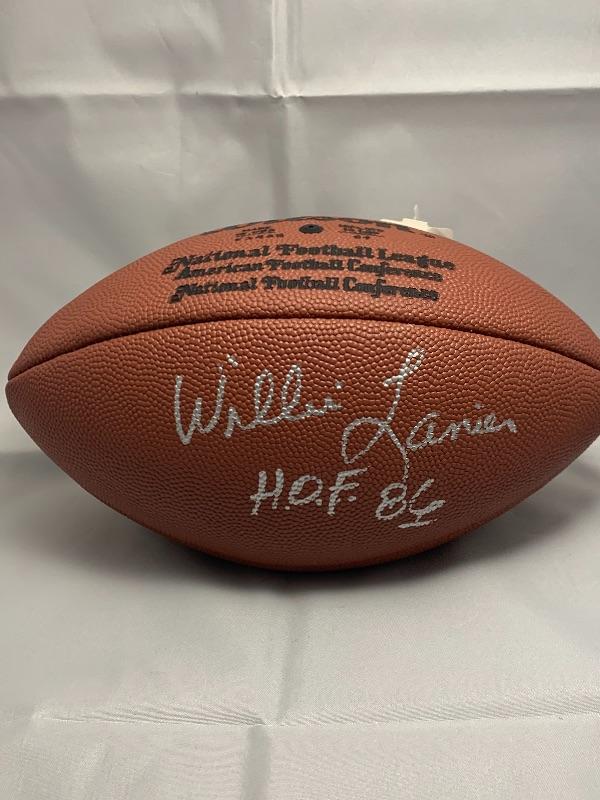 National Football League
American Football Conference
National Football Conference
Willie Lanier
H.O.F. 86